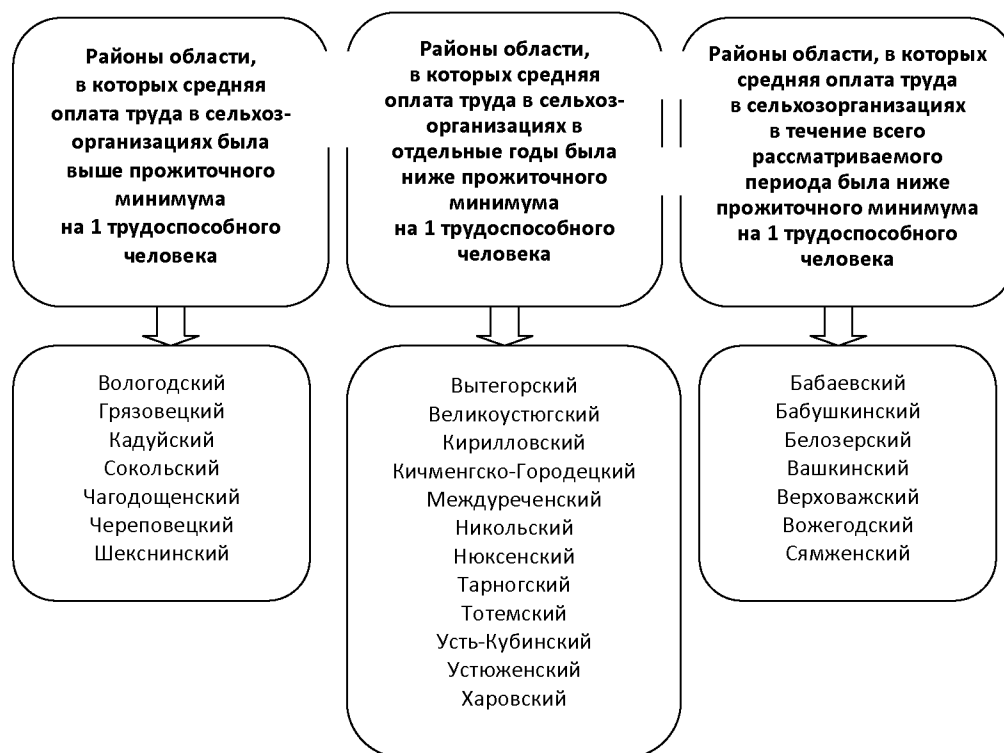 Районы области,
в которых средняя
оплата труда в сельхоз-
организациях была
выше прожиточного
минимума
на 1 трудоспособного
человека
Районы области,
в которых средняя
оплата труда в сельхоз-
организациях в
отдельные годы была
ниже прожиточного
минимума
на 1 трудоспособного
человека
Районы области, в которых
средняя оплата труда
в сельхозорганизациях
в течение всего
рассматриваемого
периода была ниже
прожиточного минимума
на 1 трудоспособного
человека
Вологодский
Грязовецкий
Кадуйский
Сокольский
Чагодощенский
Череповецкий
Шекснинский
Вытегорский
Великоустюгский
Кирилловский
Кичменгско-Городецкий
Междуреченский
Никольский
Нюксенский
Тарногский
Тотемский
Усть-Кубинский
Устюженский
Харовский
Бабаевский
Бабушкинский
Белозерский
Вашкинский
Верховажский
Вожегодский
Сямженский